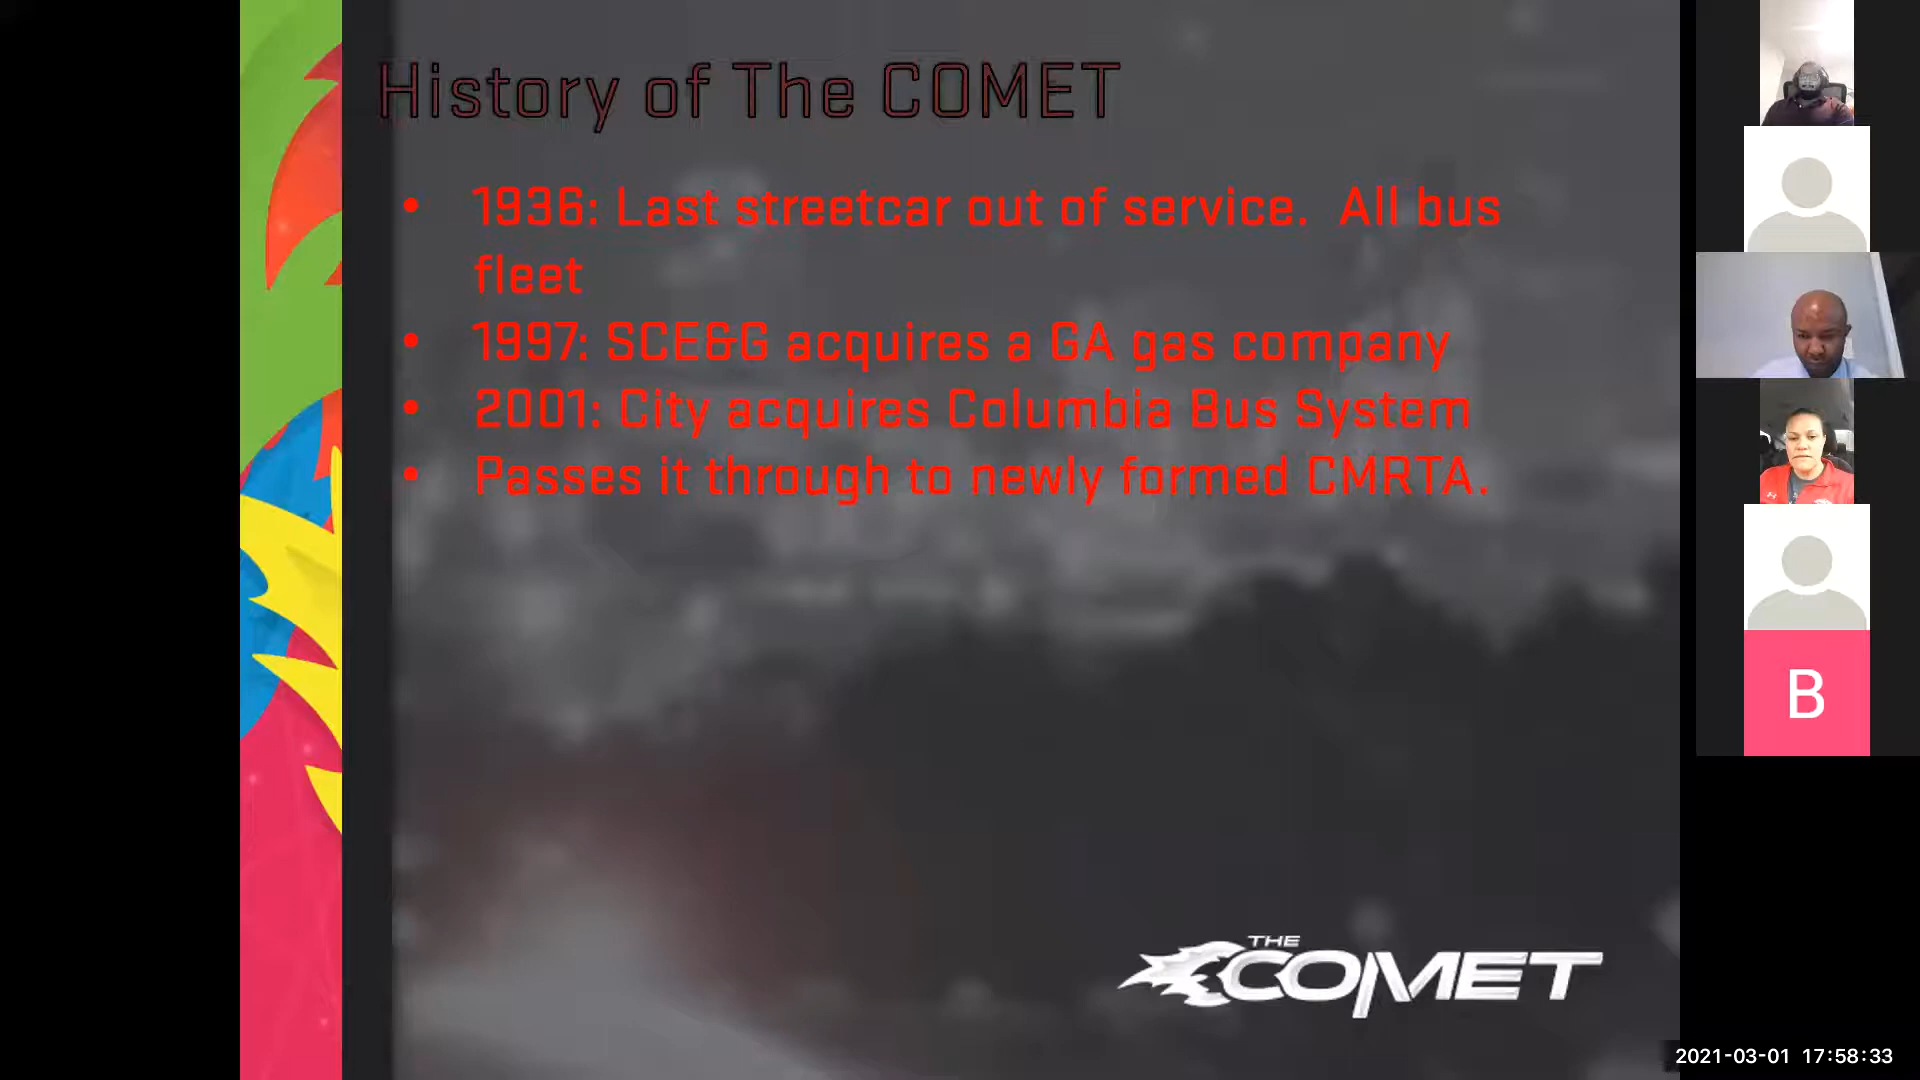 History of The COMET
• 1936: Last streetcar out of service.  All bus
fleet
• 1997: SCE&G acquires a GA gas company
• 2001: City acquires Columbia Bus System
• Passes it through to newly formed CMRTA.
B
THE
COMET
2021-03-01 17:58:33